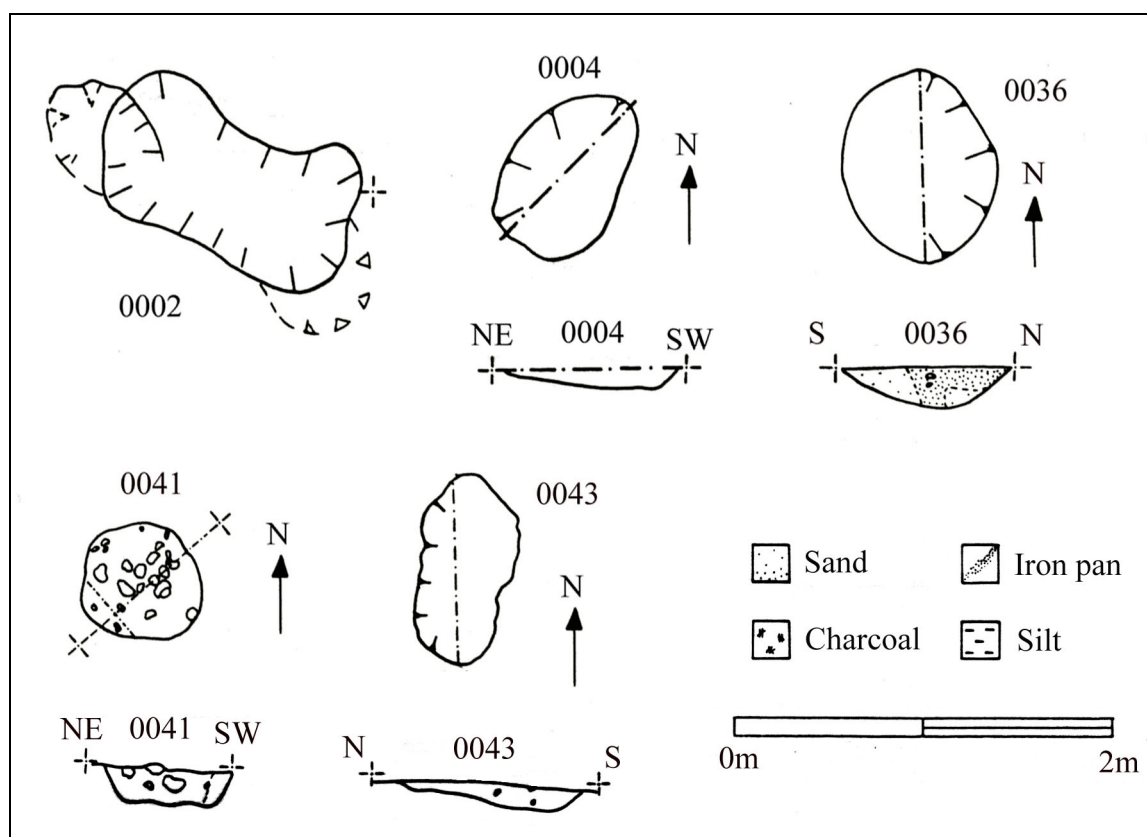 0002
0004
N
0036
N
NE 0004 SW
S 0036 N
0041
N
NE 0041 SW
0043
N
N 0043 S
Sand
Iron pan
Charcoal
Silt
0m 2m